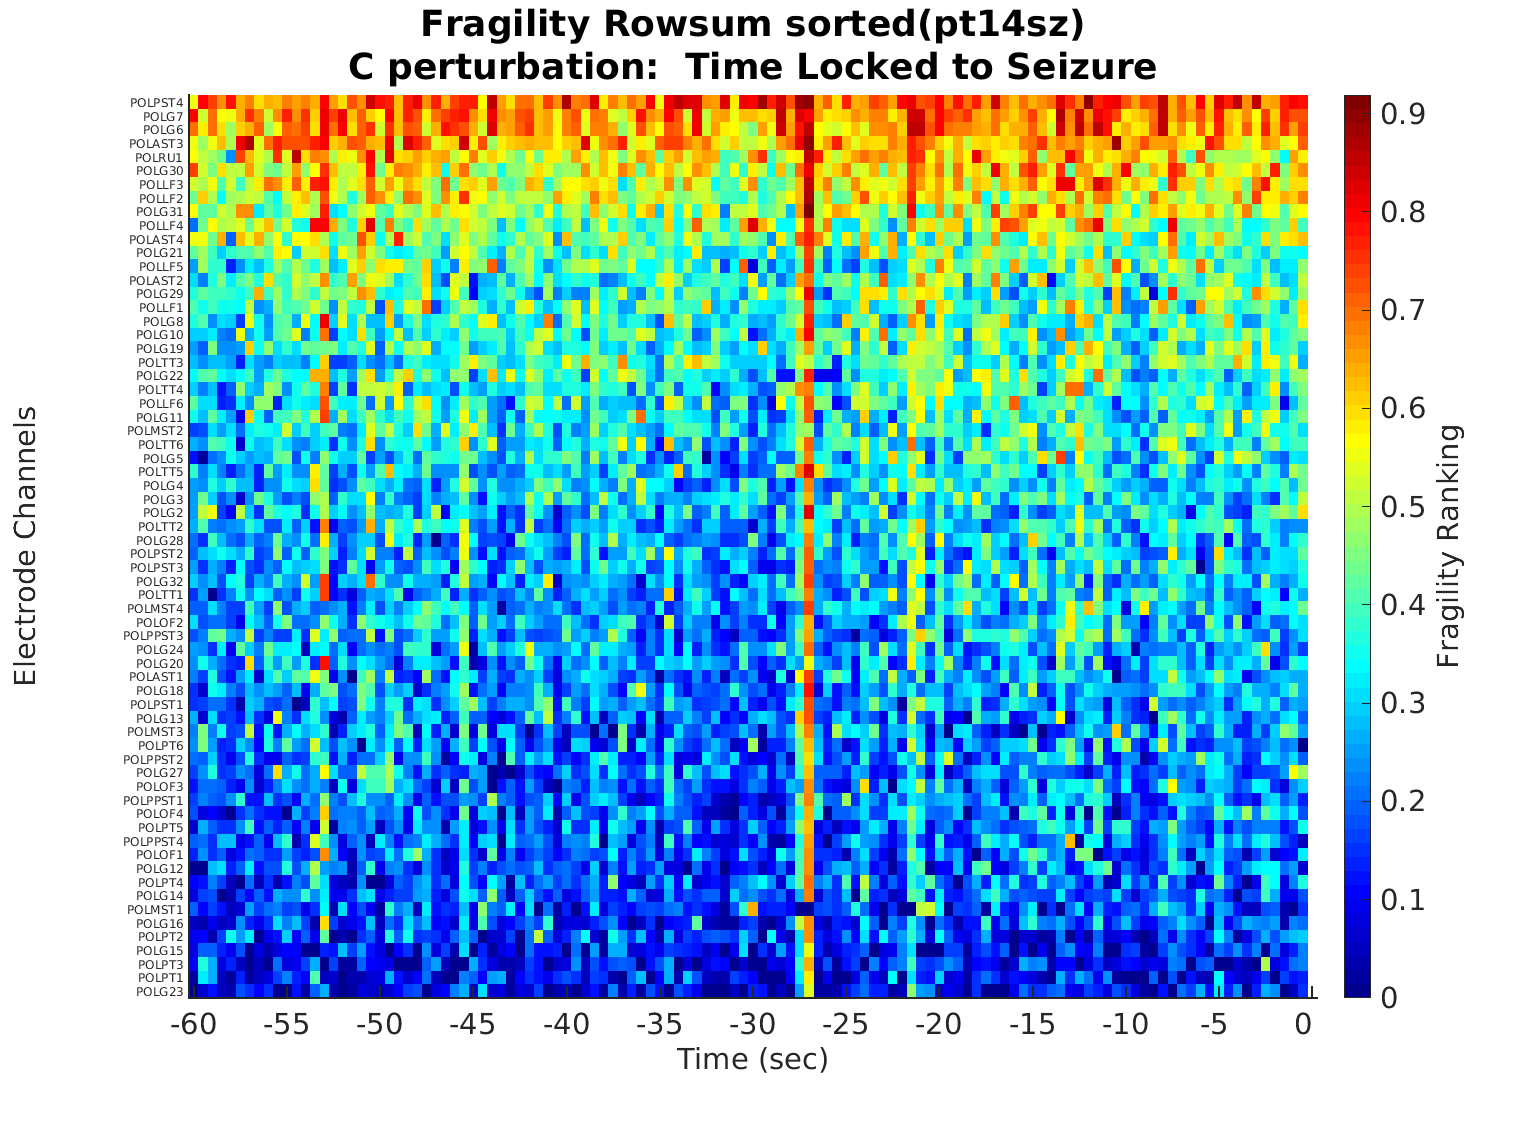 Fragility Rowsum sorted(pt14sz)
C perturbation:  Time Locked to Seizure
Electrode Channels
POLPST4
POLG7
POLG6
POLAST3
POLRU1
POLG30
POLLF3
POLLF2
POLG31
POLLF4
POLAST4
POLG21
POLLF5
POLAST2
POLG29
POLLF1
POLG8
POLG10
POLG19
POLTT3
POLG22
POLTT4
POLLF6
POLG11
POLMST2
POLTT6
POLG5
POLTT5
POLG4
POLG3
POLG2
POLTT2
POLG28
POLPST2
POLPST3
POLG32
POLTT1
POLMST4
POLOF2
POLPPST3
POLG24
POLG20
POLAST1
POLG18
POLPST1
POLG13
POLMST3
POLPT6
POLPPST2
POLG27
POLOF3
POLPPST1
POLOF4
POLPT5
POLPPST4
POLOF1
POLG12
POLPT4
POLG14
POLMST1
POLG16
POLPT2
POLG15
POLPT3
POLPT1
POLG23
-60 -55 -50 -45 -40 -35 -30 -25 -20 -15 -10 -5 0
Time (sec)
0.9
0.8
0.7
0.6
0.5
0.4
0.3
0.2
0.1
0
Fragility Ranking